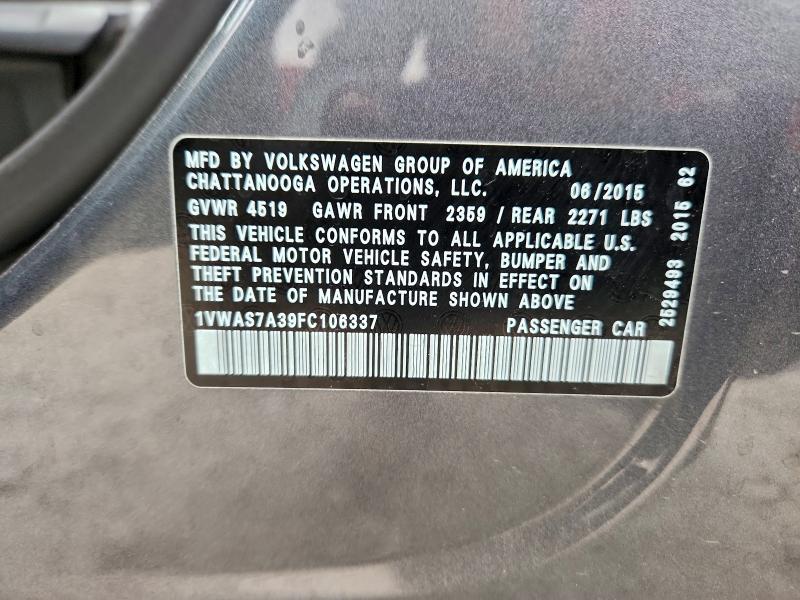 MFD BY VOLKSWAGEN GROUP OF AMERICA
CHATTANOOGA OPERATIONS, LLC. 06/2015
GVWR 4519 GAWR FRONT 2359 / REAR 2271 LBS
THIS VEHICLE CONFORMS TO ALL APPLICABLE U.S.
FEDERAL MOTOR VEHICLE SAFETY, BUMPER AND
THEFT PREVENTION STANDARDS IN EFFECT ON
THE DATE OF MANUFACTURE SHOWN ABOVE
1VWAS7A39FC106337 PASSENGER CAR
2529493 2015 62